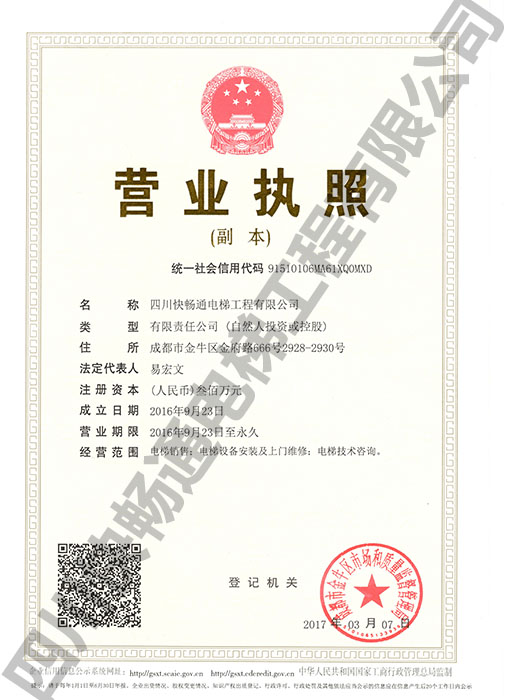 营业执照
(副 本)
统一社会信用代码 91510106MA61XQ0MXD
名 称 四川快畅通电梯工程有限公司
类 型 有限责任公司（自然人投资或控股）
住 所 成都市金牛区金府路666号2928-2930号
法定代表人 易宏文
注册资本 (人民币)叁佰万元
成立日期 2016年9月23日
营业期限 2016年9月23日至永久
经营范围 电梯销售；电梯设备安装及上门维修；电梯技术咨询。
登记机关
成都市金牛区市场和质量监督管理局
2017 年 03 月 07 日
企业信用信息公示系统网址: http://gsxt.scaic.gov.cn http://gsxt.cdcredit.gov.cn 中华人民共和国国家工商行政管理总局监制
四川快畅通电梯工程有限公司